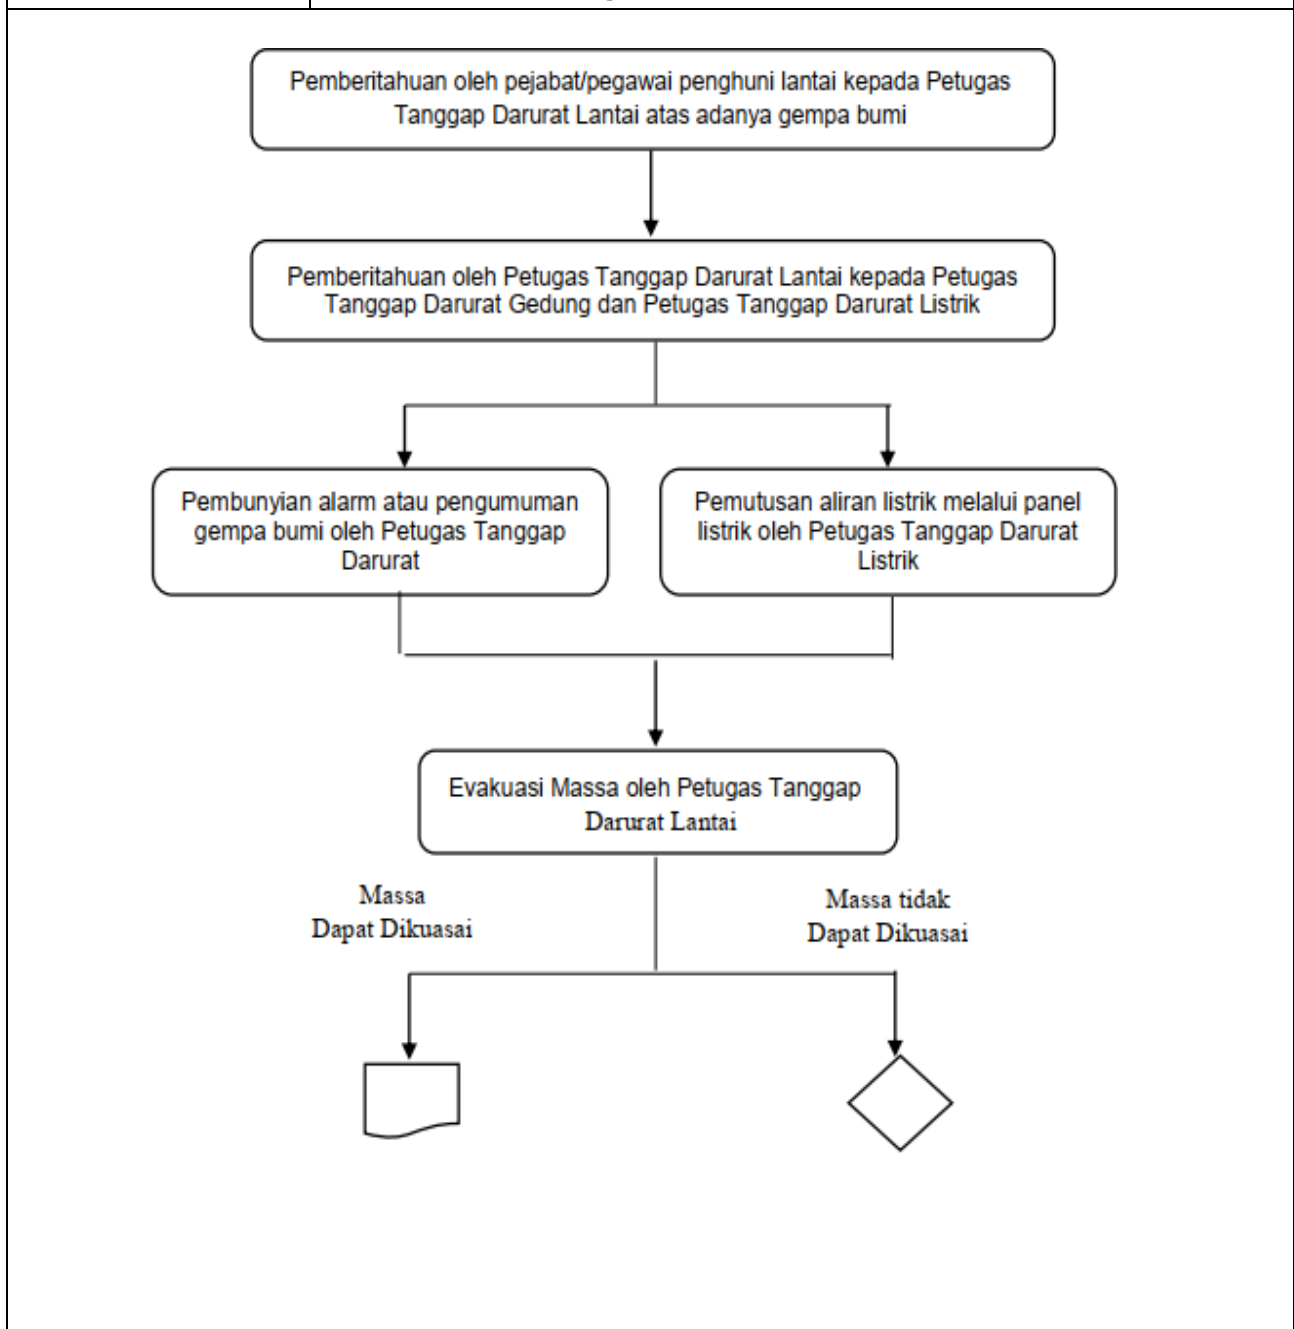 Pemberitahuan oleh pejabat/pegawai penghuni lantai kepada Petugas
Tanggap Darurat Lantai atas adanya gempa bumi
Pemberitahuan oleh Petugas Tanggap Darurat Lantai kepada Petugas
Tanggap Darurat Gedung dan Petugas Tanggap Darurat Listrik
Pembunyian alarm atau pengumuman
gempa bumi oleh Petugas Tanggap
Darurat
Pemutusan aliran listrik melalui panel
listrik oleh Petugas Tanggap Darurat
Listrik
Evakuasi Massa oleh Petugas Tanggap
Darurat Lantai
Massa
Dapat Dikuasai
Massa tidak
Dapat Dikuasai